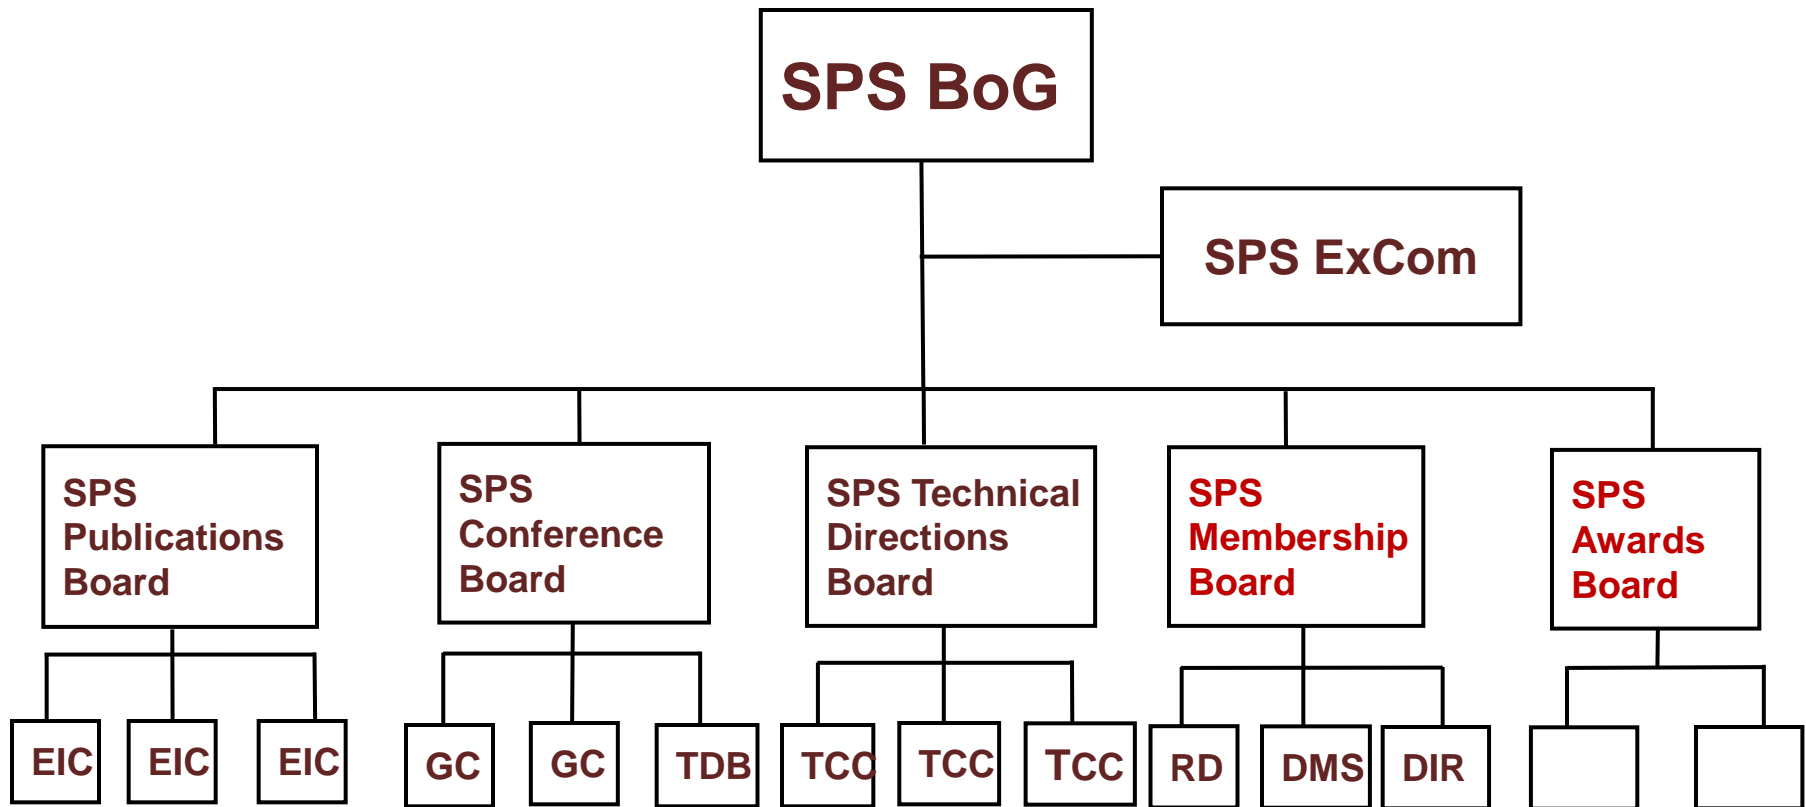 SPS BoG
SPS ExCom
SPS
Publications
Board
SPS
Conference
Board
SPS Technical
Directions
Board
SPS
Membership
Board
SPS
Awards
Board
EIC
EIC
EIC
GC
GC
TDB
TCC
TCC
TCC
RD
DMS
DIR